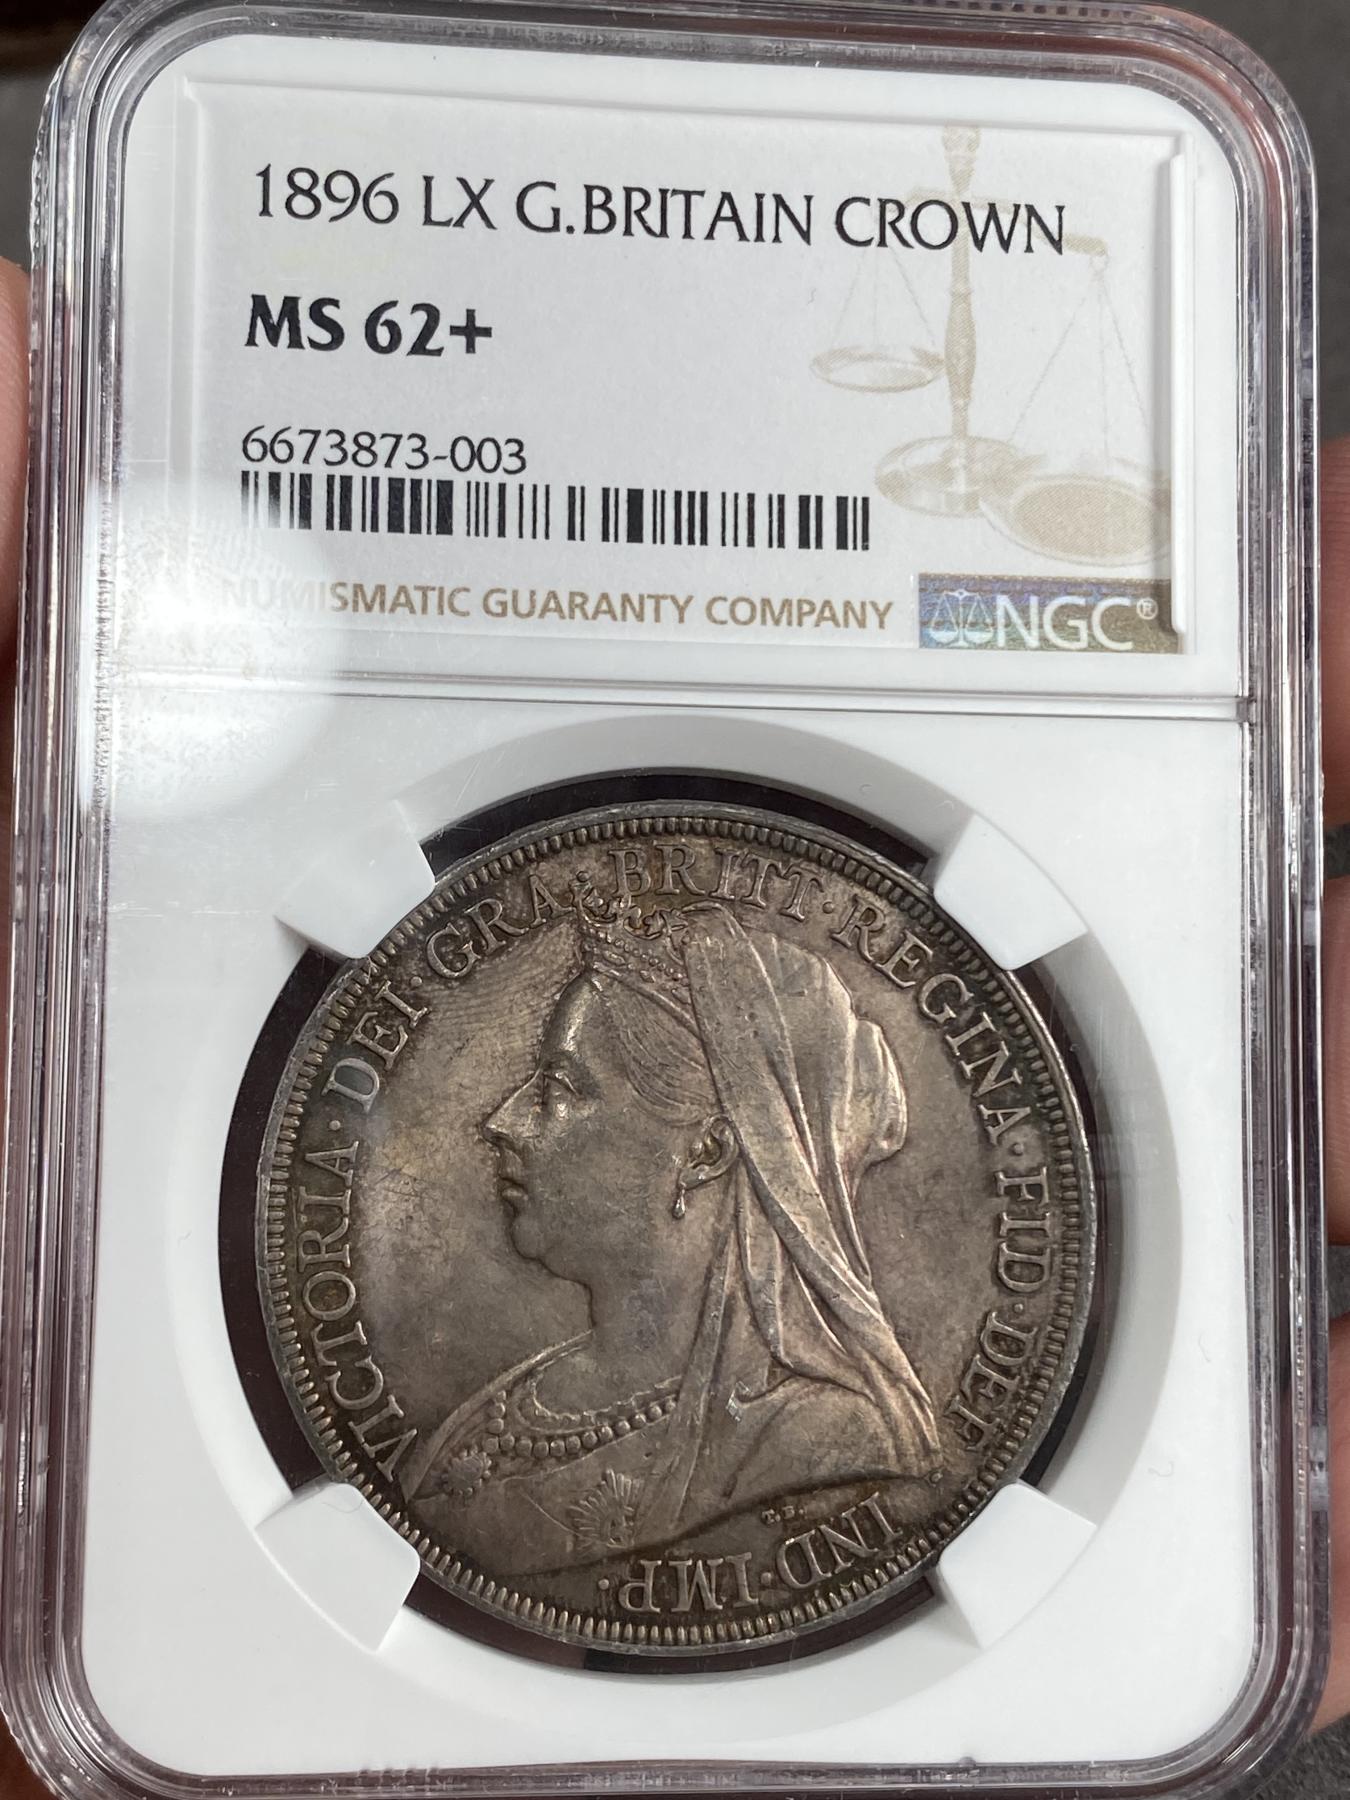 1896 LX G.BRITAIN CROWN
MS 62+
6673873-003
NUMISMATIC GUARANTY COMPANY
NGC®
VICTORIA · DEI · GRA · BRITT · REGINA · FID · DEF · IND · IMP ·
T.B.